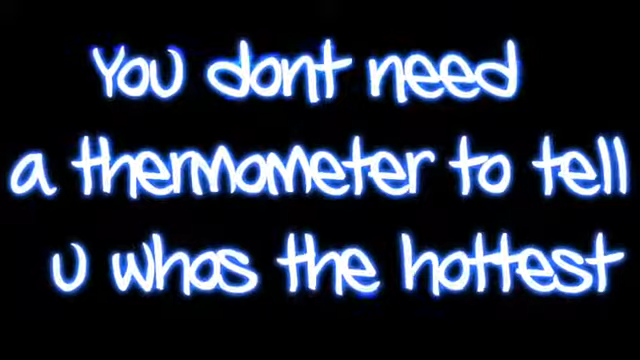 You dont need
a thermometer to tell
u whos the hottest